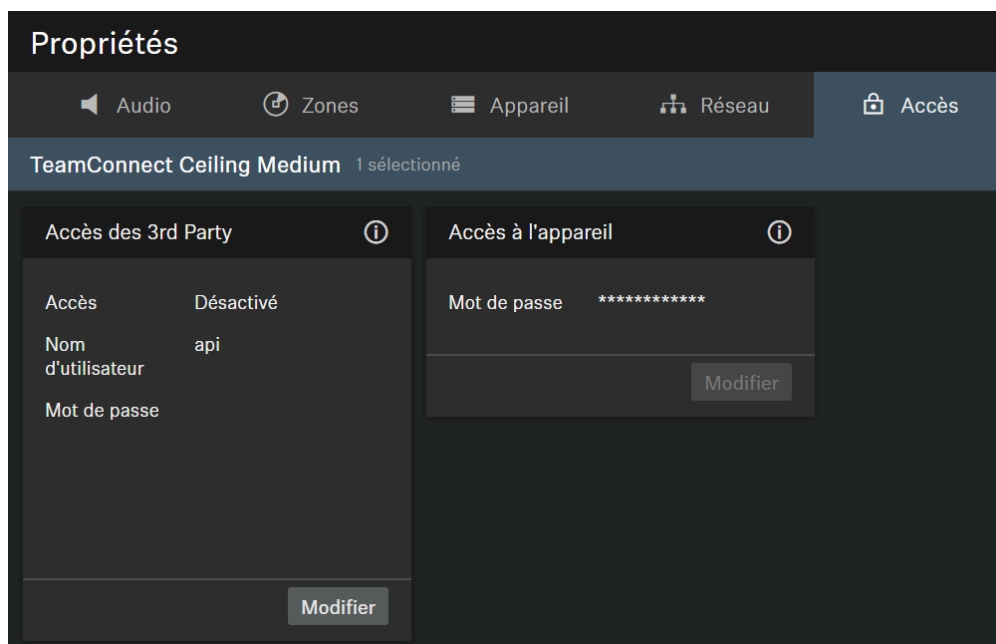 Propriétés
Audio
Zones
Appareil
Réseau
Accès
TeamConnect Ceiling Medium 1 sélectionné
Accès des 3rd Party
Accès Désactivé
Nom
d'utilisateur
api
Mot de passe
Modifier
Accès à l'appareil
Mot de passe ************
Modifier